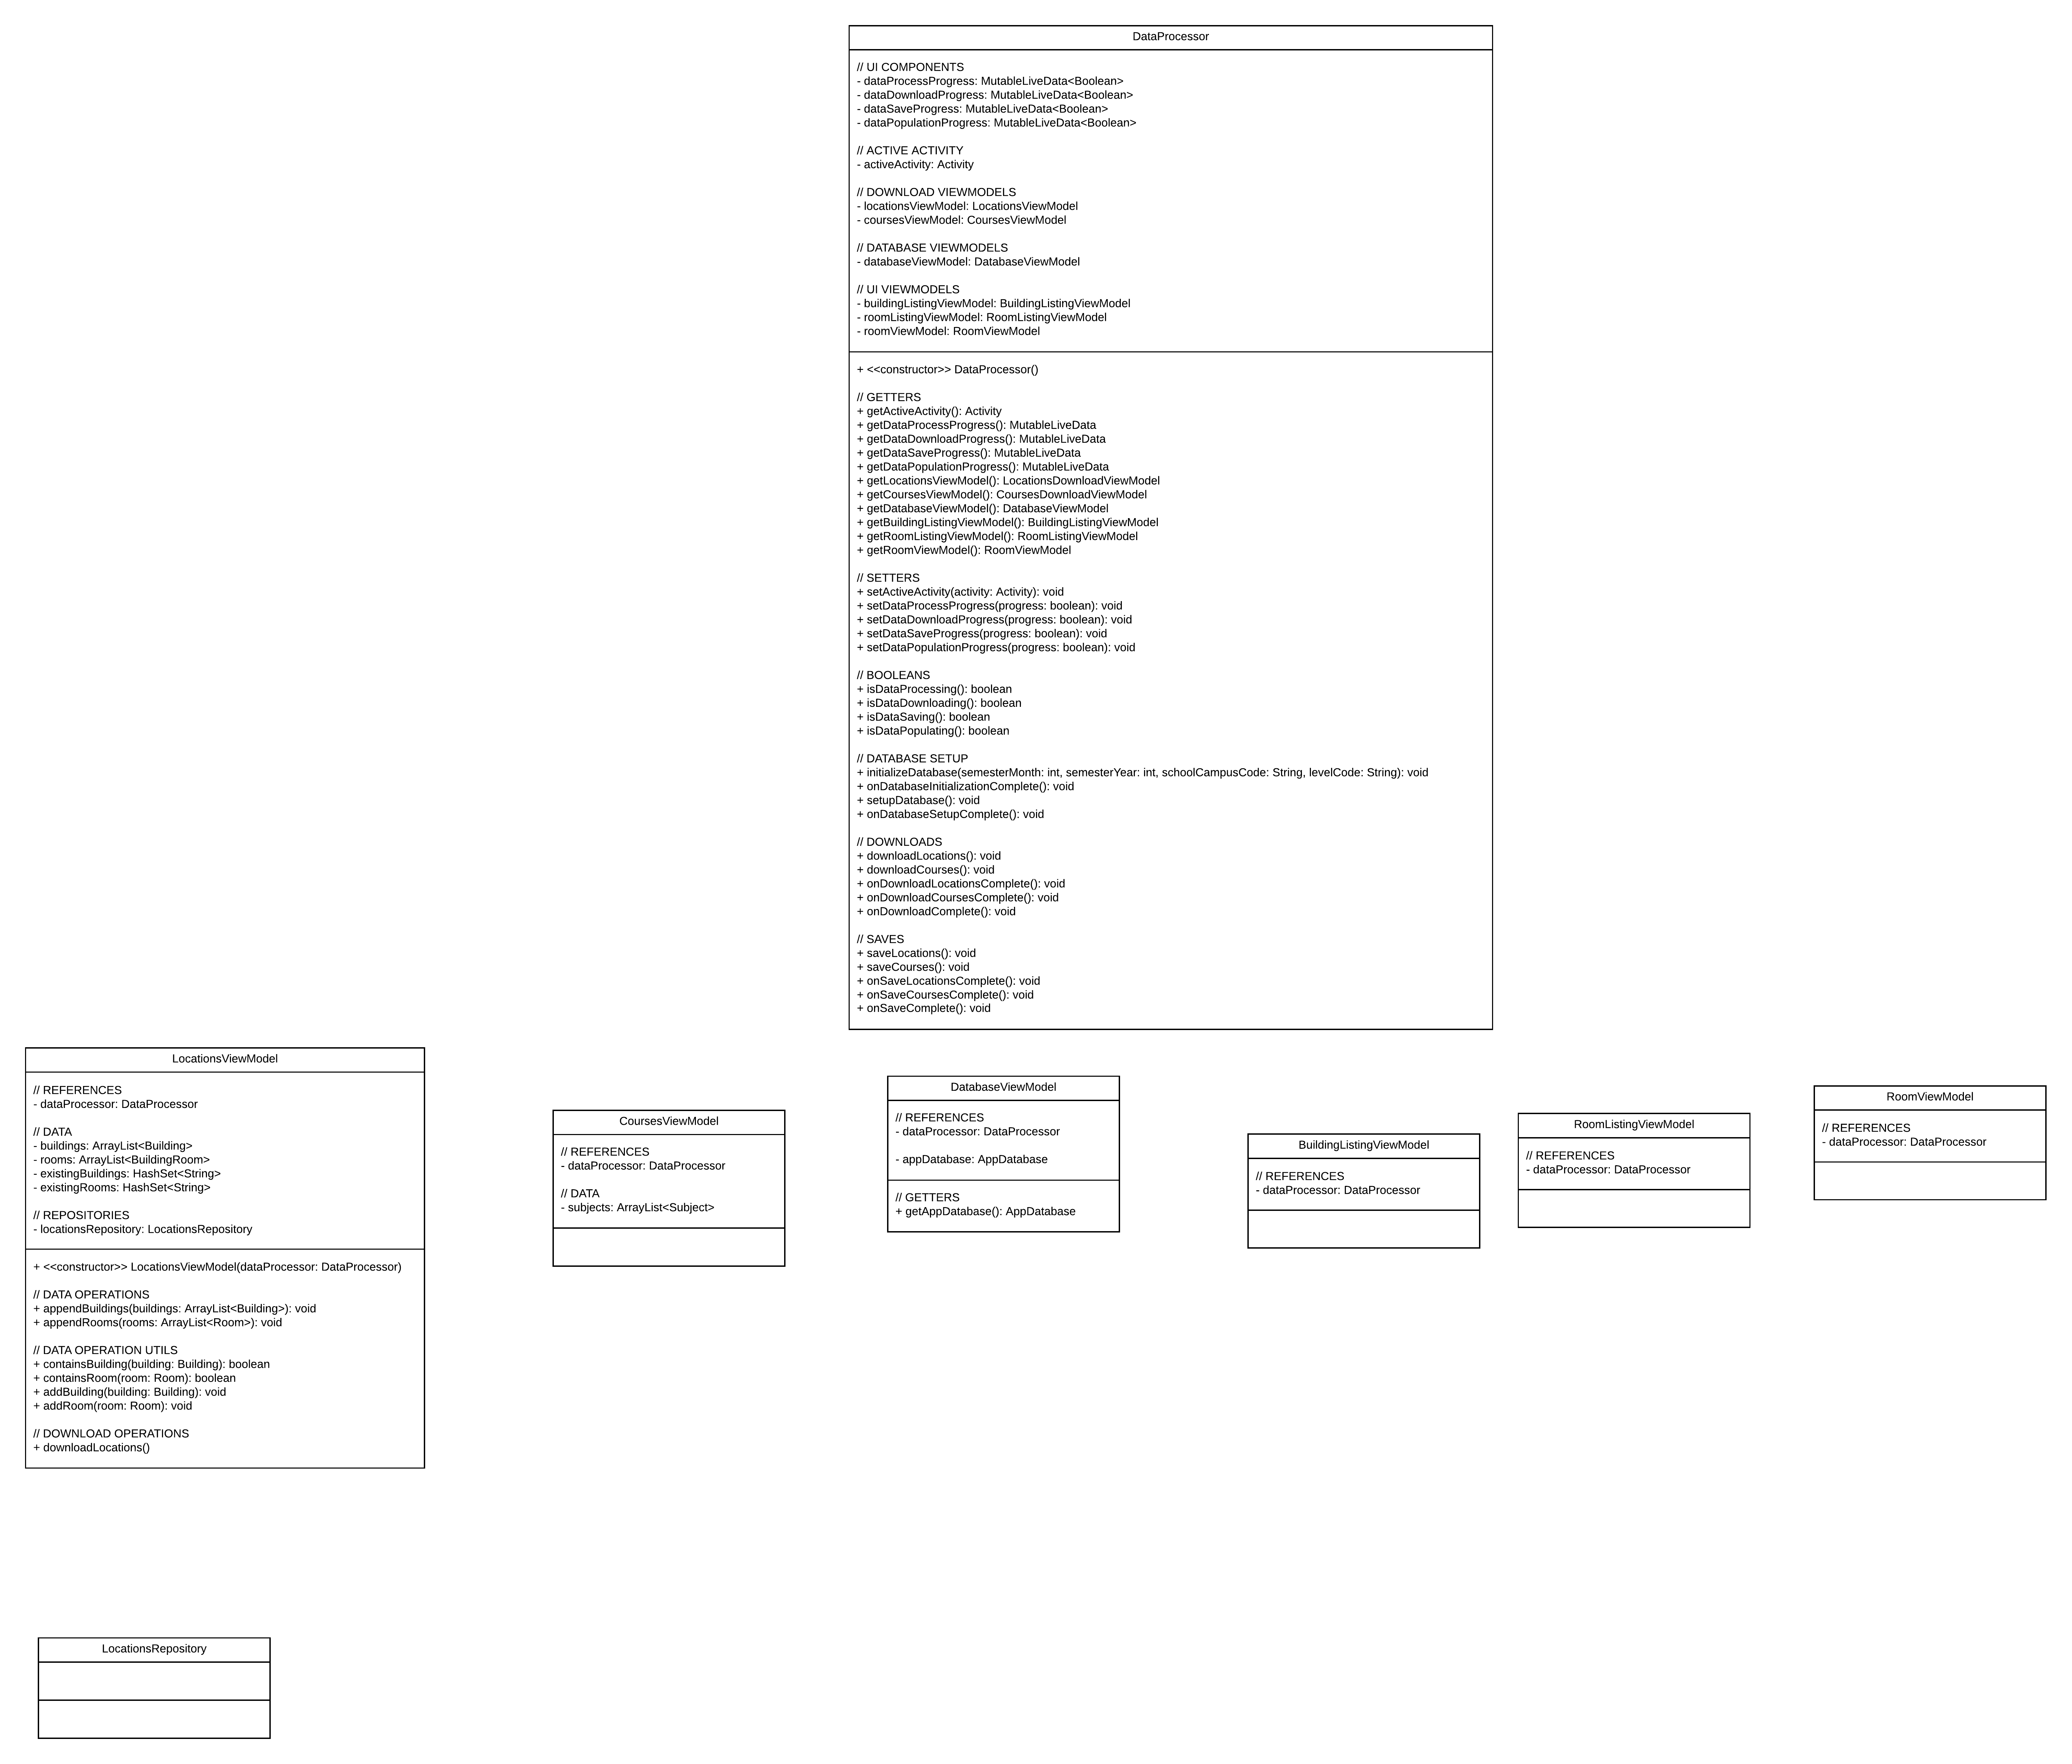 DataProcessor
// UI COMPONENTS
- dataProcessProgress: MutableLiveData<Boolean>
- dataDownloadProgress: MutableLiveData<Boolean>
- dataSaveProgress: MutableLiveData<Boolean>
- dataPopulationProgress: MutableLiveData<Boolean>
// ACTIVE ACTIVITY
- activeActivity: Activity
// DOWNLOAD VIEWMODELS
- locationsViewModel: LocationsViewModel
- coursesViewModel: CoursesViewModel
// DATABASE VIEWMODELS
- databaseViewModel: DatabaseViewModel
// UI VIEWMODELS
- buildingListingViewModel: BuildingListingViewModel
- roomListingViewModel: RoomListingViewModel
- roomViewModel: RoomViewModel
+ <<constructor>> DataProcessor()
// GETTERS
+ getActiveActivity(): Activity
+ getDataProcessProgress(): MutableLiveData
+ getDataDownloadProgress(): MutableLiveData
+ getDataSaveProgress(): MutableLiveData
+ getDataPopulationProgress(): MutableLiveData
+ getLocationsViewModel(): LocationsDownloadViewModel
+ getCoursesViewModel(): CoursesDownloadViewModel
+ getDatabaseViewModel(): DatabaseViewModel
+ getBuildingListingViewModel(): BuildingListingViewModel
+ getRoomListingViewModel(): RoomListingViewModel
+ getRoomViewModel(): RoomViewModel
// SETTERS
+ setActiveActivity(activity: Activity): void
+ setDataProcessProgress(progress: boolean): void
+ setDataDownloadProgress(progress: boolean): void
+ setDataSaveProgress(progress: boolean): void
+ setDataPopulationProgress(progress: boolean): void
// BOOLEANS
+ isDataProcessing(): boolean
+ isDataDownloading(): boolean
+ isDataSaving(): boolean
+ isDataPopulating(): boolean
// DATABASE SETUP
+ initializeDatabase(semesterMonth: int, semesterYear: int, schoolCampusCode: String, levelCode: String): void
+ onDatabaseInitializationComplete(): void
+ setupDatabase(): void
+ onDatabaseSetupComplete(): void
// DOWNLOADS
+ downloadLocations(): void
+ downloadCourses(): void
+ onDownloadLocationsComplete(): void
+ onDownloadCoursesComplete(): void
+ onDownloadComplete(): void
// SAVES
+ saveLocations(): void
+ saveCourses(): void
+ onSaveLocationsComplete(): void
+ onSaveCoursesComplete(): void
+ onSaveComplete(): void
LocationsViewModel
// REFERENCES
- dataProcessor: DataProcessor
// DATA
- buildings: ArrayList<Building>
- rooms: ArrayList<BuildingRoom>
- existingBuildings: HashSet<String>
- existingRooms: HashSet<String>
// REPOSITORIES
- locationsRepository: LocationsRepository
+ <<constructor>> LocationsViewModel(dataProcessor: DataProcessor)
// DATA OPERATIONS
+ appendBuildings(buildings: ArrayList<Building>): void
+ appendRooms(rooms: ArrayList<Room>): void
// DATA OPERATION UTILS
+ containsBuilding(building: Building): boolean
+ containsRoom(room: Room): boolean
+ addBuilding(building: Building): void
+ addRoom(room: Room): void
// DOWNLOAD OPERATIONS
+ downloadLocations()
CoursesViewModel
// REFERENCES
- dataProcessor: DataProcessor
// DATA
- subjects: ArrayList<Subject>
DatabaseViewModel
// REFERENCES
- dataProcessor: DataProcessor
- appDatabase: AppDatabase
// GETTERS
+ getAppDatabase(): AppDatabase
BuildingListingViewModel
// REFERENCES
- dataProcessor: DataProcessor
RoomListingViewModel
// REFERENCES
- dataProcessor: DataProcessor
RoomViewModel
// REFERENCES
- dataProcessor: DataProcessor
LocationsRepository